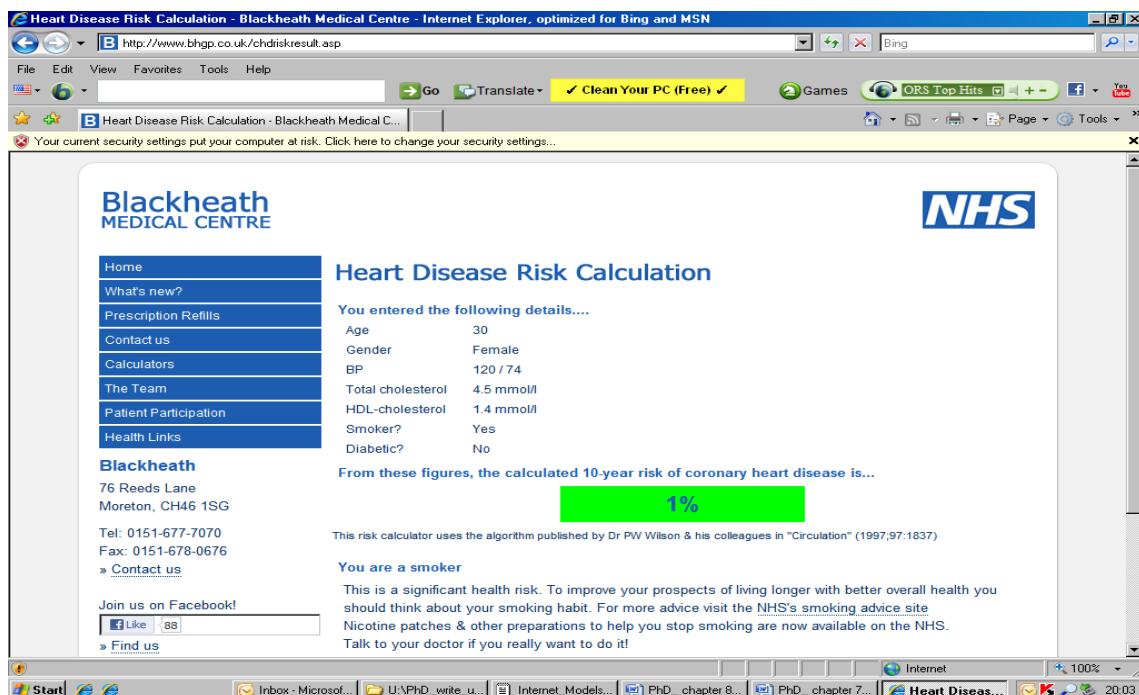 Heart Disease Risk Calculation - Blackheath Medical Centre - Internet Explorer, optimized for Bing and MSN
http://www.bhgp.co.uk/chdriskresult.asp
Bing
File Edit View Favorites Tools Help
Go Translate ✓ Clean Your PC (Free) ✓ Games ORS Top Hits You Tube
Heart Disease Risk Calculation - Blackheath Medical C... Page Tools
Your current security settings put your computer at risk. Click here to change your security settings...
Blackheath
MEDICAL CENTRE
NHS
Home
What's new?
Prescription Refills
Contact us
Calculators
The Team
Patient Participation
Health Links
Blackheath
76 Reeds Lane
Moreton, CH46 1SG
Tel: 0151-677-7070
Fax: 0151-678-0676
» Contact us
Join us on Facebook!
Like 88
» Find us
Heart Disease Risk Calculation
You entered the following details....
Age 30
Gender Female
BP 120 / 74
Total cholesterol 4.5 mmol/l
HDL-cholesterol 1.4 mmol/l
Smoker? Yes
Diabetic? No
From these figures, the calculated 10-year risk of coronary heart disease is...
1%
This risk calculator uses the algorithm published by Dr PW Wilson & his colleagues in "Circulation" (1997;97:1837)
You are a smoker
This is a significant health risk. To improve your prospects of living longer with better overall health you
should think about your smoking habit. For more advice visit the NHS's smoking advice site
Nicotine patches & other preparations to help you stop smoking are now available on the NHS.
Talk to your doctor if you really want to do it!
Internet 100%
Start Inbox - Microsof... U:\PhD_write_u... Internet_Models... PhD_ chapter 8... PhD_ chapter 7... Heart Diseas... 20:03